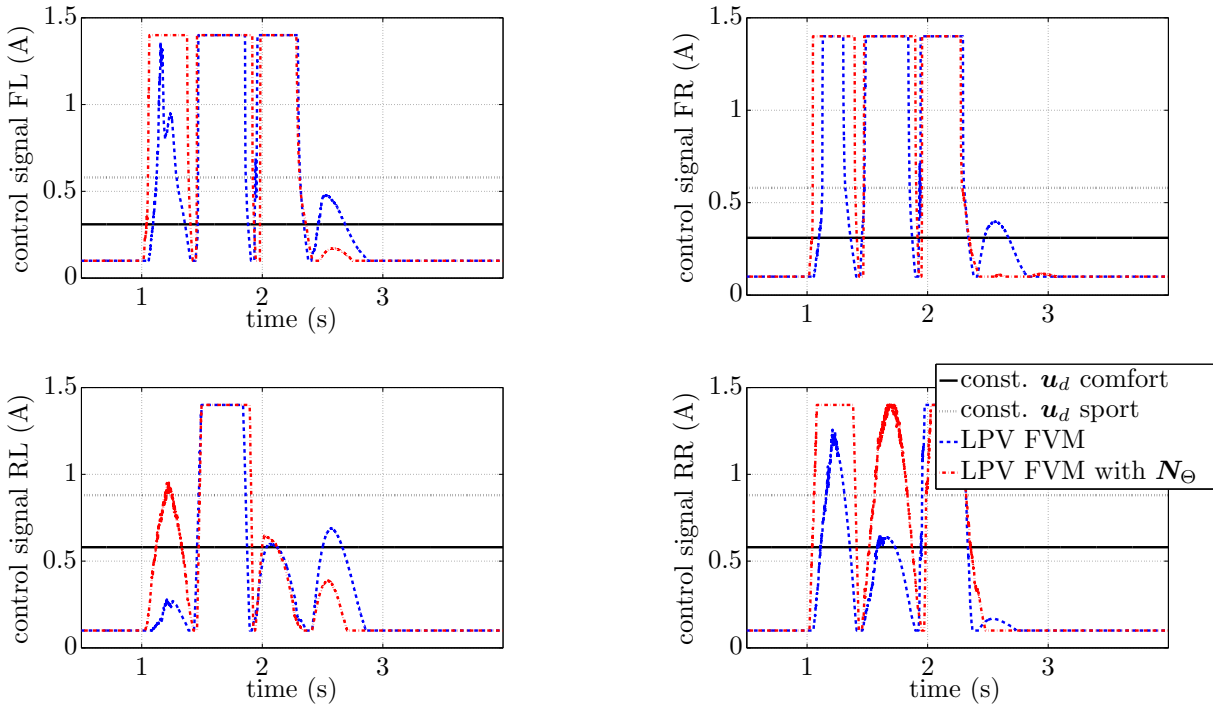 control signal FL (A)
1.5
1
0.5
0
1
2
3
time (s)
control signal FR (A)
1.5
1
0.5
0
1
2
3
time (s)
control signal RL (A)
1.5
1
0.5
0
1
2
3
time (s)
control signal RR (A)
1.5
1
0.5
0
1
2
3
time (s)
const. u_d comfort
const. u_d sport
LPV FVM
LPV FVM with N_Θ